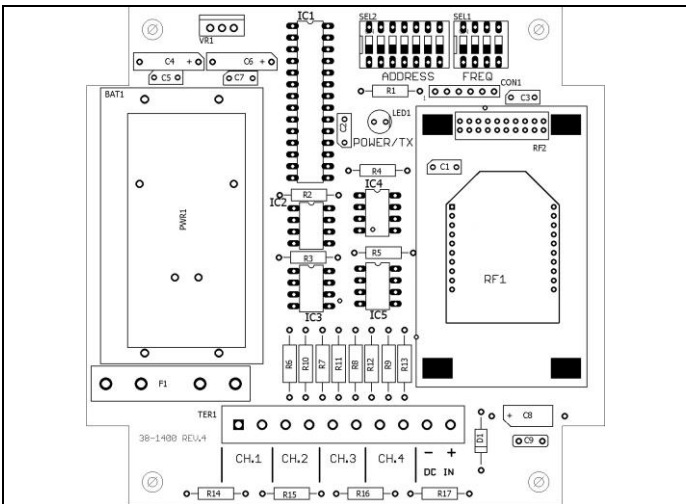 IC1
SEL2
SEL1
VR1
C4 +
C6 +
C5
C7
ADDRESS
FREQ
BAT1
R1
1
CON1
C3
C2
LED1
POWER/TX
RF2
R4
C1
IC4
R2
IC2
PWR1
R3
R5
RF1
IC3
IC5
R6
R10
R7
R11
R8
R12
R9
R13
F1
TER1
+ C8
38-1400 REV.4
D1
C9
CH.1
CH.2
CH.3
CH.4
- +
DC IN
R14
R15
R16
R17